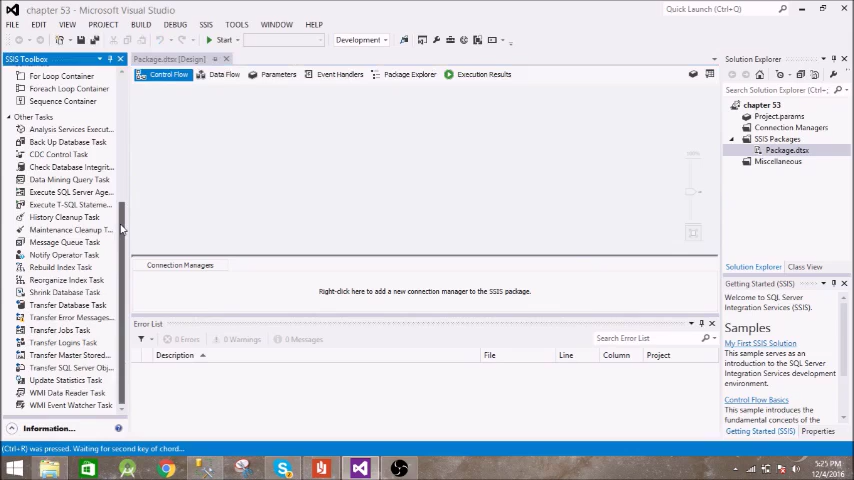 chapter 53 - Microsoft Visual Studio
Quick Launch (Ctrl+Q)
FILE EDIT VIEW PROJECT BUILD DEBUG SSIS TOOLS WINDOW HELP
Start
Development
SSIS Toolbox
For Loop Container
Foreach Loop Container
Sequence Container
Other Tasks
Analysis Services Execut...
Back Up Database Task
CDC Control Task
Check Database Integrit...
Data Mining Query Task
Execute SQL Server Age...
Execute T-SQL Stateme...
History Cleanup Task
Maintenance Cleanup T...
Message Queue Task
Notify Operator Task
Rebuild Index Task
Reorganize Index Task
Shrink Database Task
Transfer Database Task
Transfer Error Messages...
Transfer Jobs Task
Transfer Logins Task
Transfer Master Stored...
Transfer SQL Server Obj...
Update Statistics Task
WMI Data Reader Task
WMI Event Watcher Task
Information...
Package.dtsx [Design]
Control Flow Data Flow Parameters Event Handlers Package Explorer Execution Results
Connection Managers
Right-click here to add a new connection manager to the SSIS package.
Error List
0 Errors 0 Warnings 0 Messages
Search Error List
Description File Line Column Project
Solution Explorer
Search Solution Explorer (Ctrl+;
chapter 53
Project.params
Connection Managers
SSIS Packages
Package.dtsx
Miscellaneous
Solution Explorer Class View
Getting Started (SSIS)
Welcome to SQL Server
Integration Services (SSIS).
Samples
My First SSIS Solution
This sample serves as an
introduction to SQL Server
Integration Services
development
environment.
Control Flow Basics
This sample introduces the
fundamental concepts of
Getting Started (SSIS) Properties
(Ctrl+R) was pressed. Waiting for second key of chord...
5:25 PM
12/4/2016